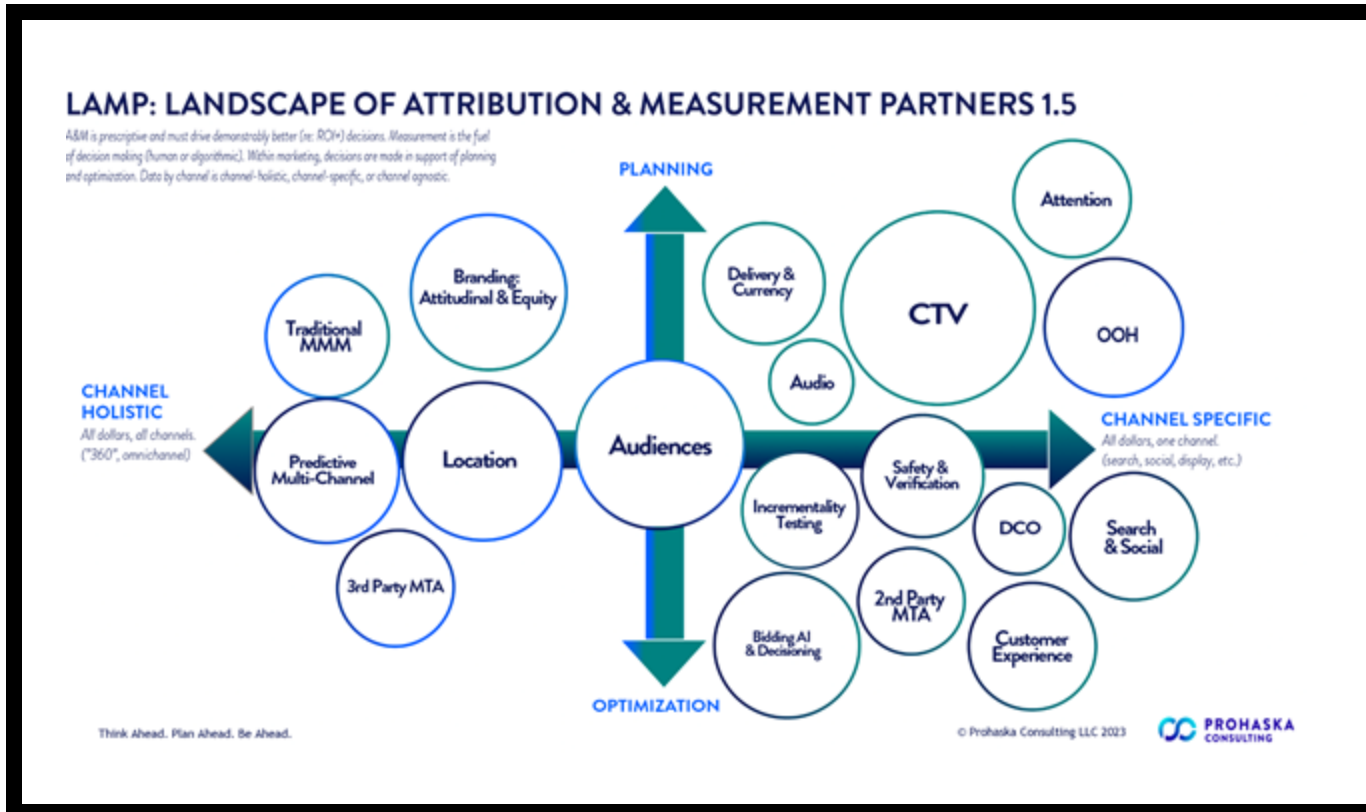 LAMP: LANDSCAPE OF ATTRIBUTION & MEASUREMENT PARTNERS 1.5
A&M is prescriptive and must drive demonstrably better (re: ROI+) decisions. Measurement is the fuel
of decision making (human or algorithmic). Within marketing, decisions are made in support of planning
and optimization. Data by channel is channel-holistic, channel-specific, or channel agnostic.
PLANNING
Attention
Branding:
Attitudinal & Equity
Delivery &
Currency
CTV
OOH
Traditional
MMM
Audio
CHANNEL
HOLISTIC
All dollars, all channels.
("360", omnichannel)
CHANNEL SPECIFIC
All dollars, one channel.
(search, social, display, etc.)
Predictive
Multi-Channel
Location
Audiences
Safety &
Verification
Incrementality
Testing
DCO
Search
& Social
3rd Party MTA
2nd Party
MTA
Bidding AI
& Decisioning
Customer
Experience
OPTIMIZATION
Think Ahead. Plan Ahead. Be Ahead.
© Prohaska Consulting LLC 2023
PROHASKA
CONSULTING